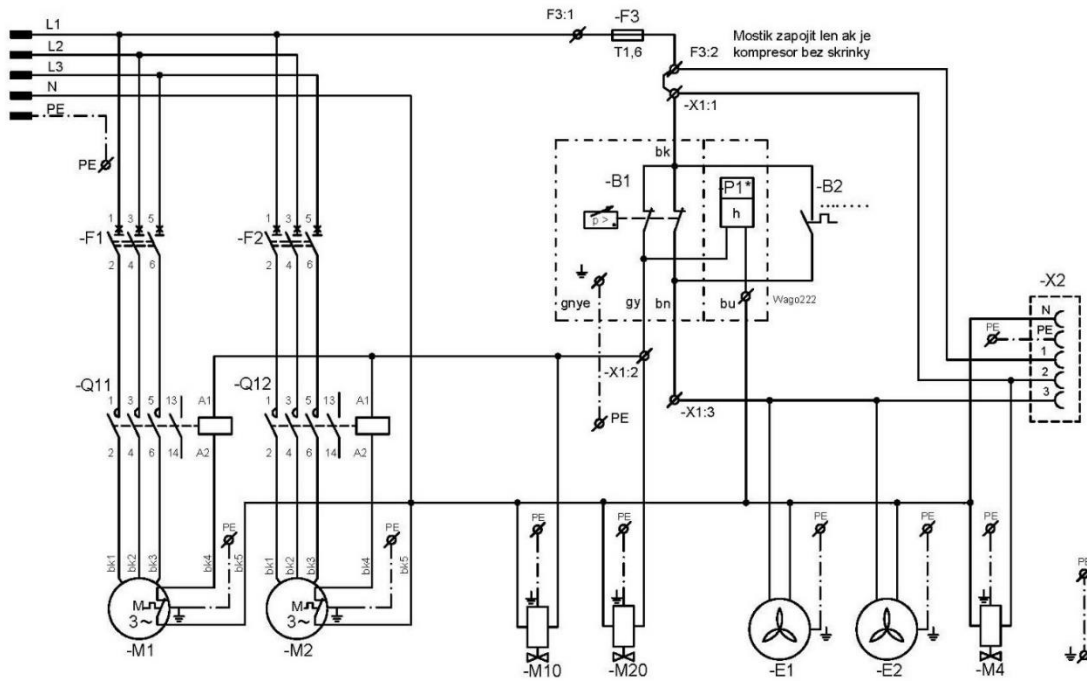 L1
L2
L3
N
PE
PE
F3:1
-F3
T1,6
F3:2
Mostik zapojit len ak je
kompresor bez skrinky
-X1:1
bk
-B1
p >
-P1*
h
-B2
gnye
gy
bn
bu
Wago222
-X1:2
PE
-X1:3
-X2
N
PE
1
2
3
PE
-F1
1 3 5
2 4 6
-F2
1 3 5
2 4 6
-Q11
1 3 5 13
2 4 6 14
A1
A2
-Q12
1 3 5 13
2 4 6 14
A1
A2
bk1 bk2 bk3 bk4 PE bk5
bk1 bk2 bk3 bk4 PE bk5
M
3~
-M1
M
3~
-M2
PE
-M10
PE
-M20
PE
-E1
PE
-E2
PE
-M4
PE